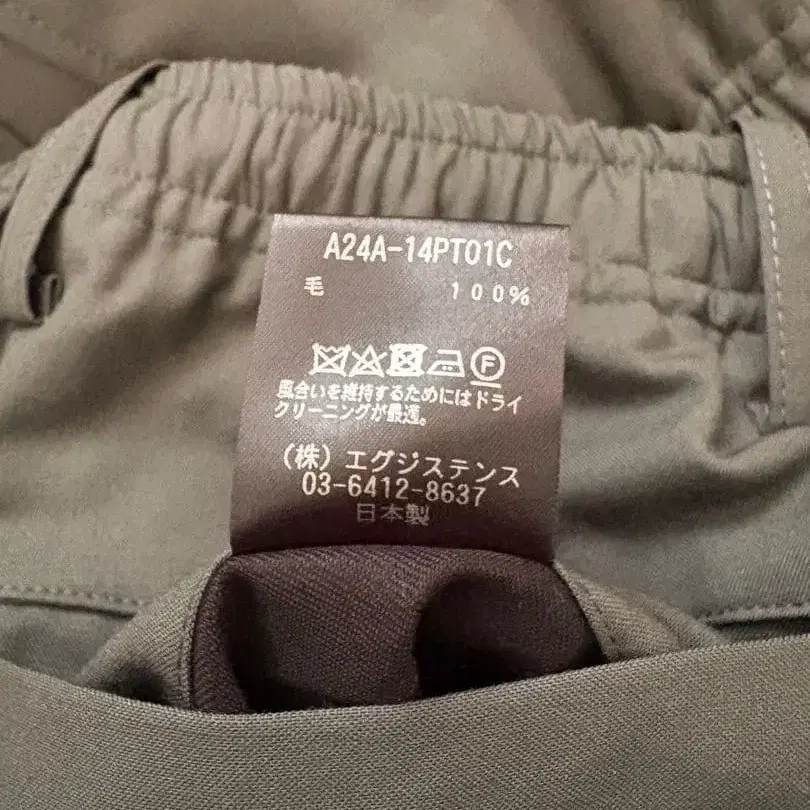 A24A-14PT01C
毛 100%
F
風合いを維持するためにはドライ
クリーニングが最適。
(株) エグジステンス
03-6412-8637
日本製